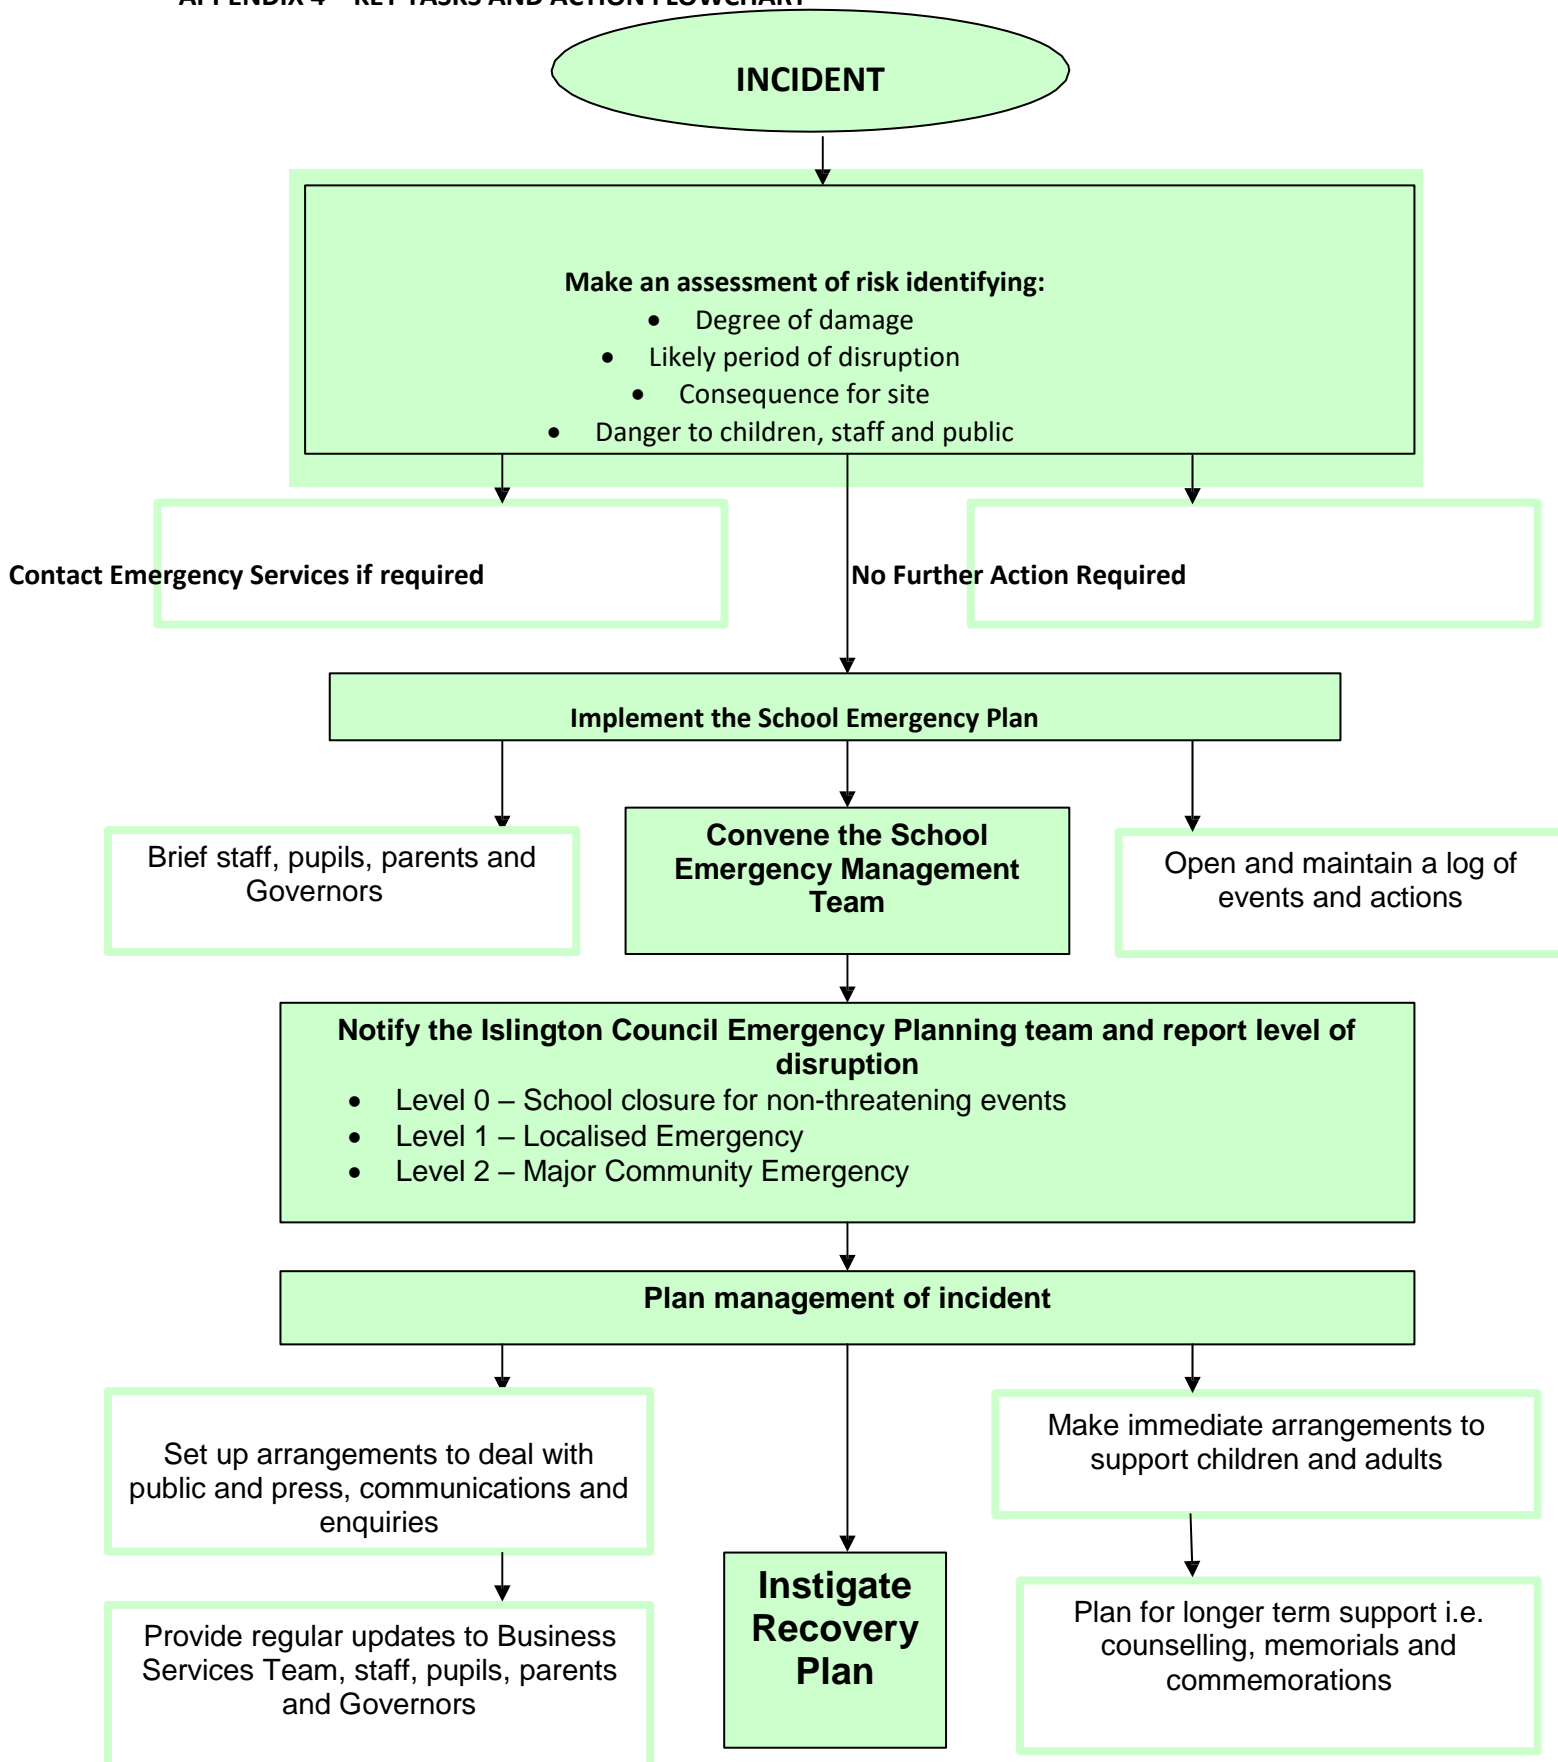 APPENDIX 4 – KEY TASKS AND ACTION FLOWCHART
INCIDENT
Make an assessment of risk identifying:
• Degree of damage
• Likely period of disruption
• Consequence for site
• Danger to children, staff and public
Contact Emergency Services if required
No Further Action Required
Implement the School Emergency Plan
Brief staff, pupils, parents and
Governors
Convene the School
Emergency Management
Team
Open and maintain a log of
events and actions
Notify the Islington Council Emergency Planning team and report level of
disruption
• Level 0 – School closure for non-threatening events
• Level 1 – Localised Emergency
• Level 2 – Major Community Emergency
Plan management of incident
Set up arrangements to deal with
public and press, communications and
enquiries
Make immediate arrangements to
support children and adults
Instigate
Recovery
Plan
Provide regular updates to Business
Services Team, staff, pupils, parents
and Governors
Plan for longer term support i.e.
counselling, memorials and
commemorations